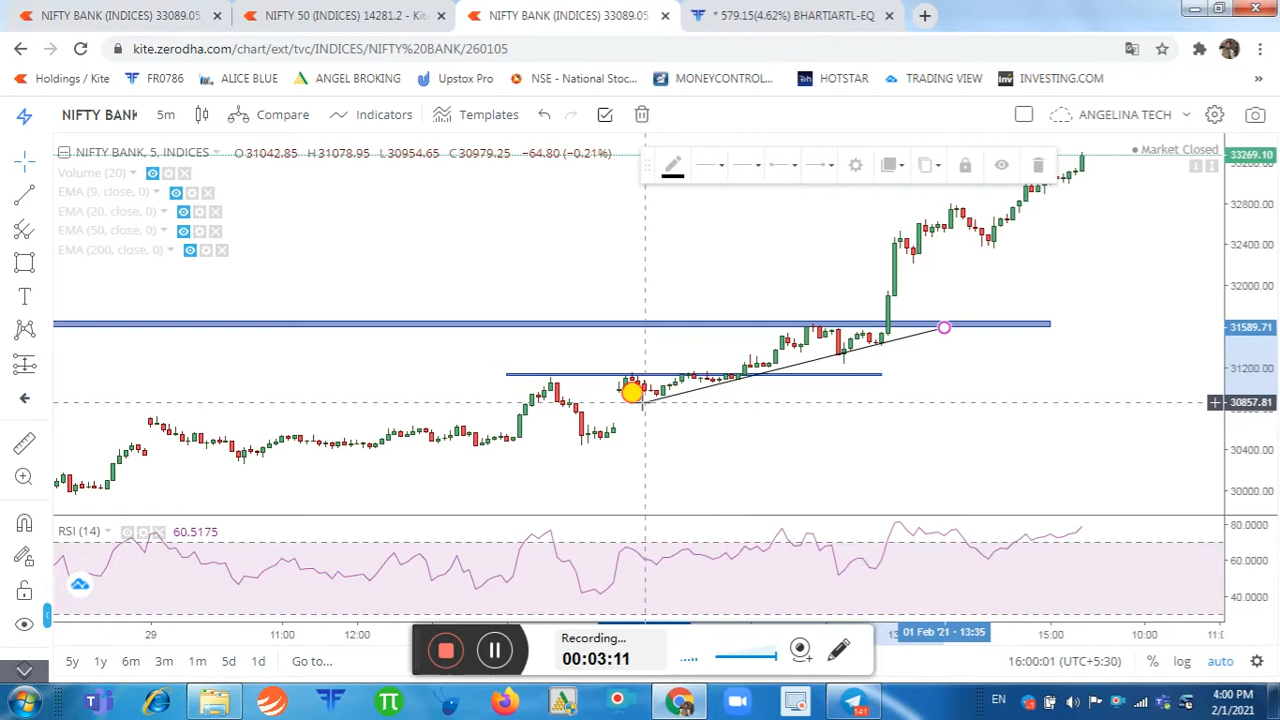 NIFTY BANK (INDICES) 33089.05
NIFTY 50 (INDICES) 14281.2 - Kit
NIFTY BANK (INDICES) 33089.05
* 579.15(4.62%) BHARTIARTL-EQ
kite.zerodha.com/chart/ext/tvc/INDICES/NIFTY%20BANK/260105
Holdings / Kite
FR0786
ALICE BLUE
ANGEL BROKING
Upstox Pro
NSE - National Stoc...
MONEYCONTROL...
HOTSTAR
TRADING VIEW
INVESTING.COM
»
NIFTY BANK
5m
Compare
Indicators
Templates
ANGELINA TECH
NIFTY BANK, 5, INDICES
O31042.85 H31078.95 L30954.65 C30979.25 −64.80 (−0.21%)
Market Closed
Volume (20)
EMA (9, close, 0)
EMA (20, close, 0)
EMA (50, close, 0)
EMA (200, close, 0)
33269.10
32800.00
32400.00
32000.00
31589.71
31200.00
30857.81
30400.00
30000.00
RSI (14)
60.5175
80.0000
60.0000
40.0000
29
11:00
12:00
01 Feb '21 - 13:35
15:00
10:00
Recording...
00:03:11
5y 1y 6m 3m 1m 5d 1d Go to...
16:00:01 (UTC+5:30)
%
log
auto
141
EN
4:00 PM
2/1/2021